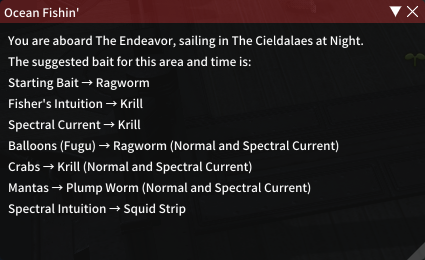 Ocean Fishin'
You are aboard The Endeavor, sailing in The Cieldalaes at Night.
The suggested bait for this area and time is:
Starting Bait → Ragworm
Fisher's Intuition → Krill
Spectral Current → Krill
Balloons (Fugu) → Ragworm (Normal and Spectral Current)
Crabs → Krill (Normal and Spectral Current)
Mantas → Plump Worm (Normal and Spectral Current)
Spectral Intuition → Squid Strip